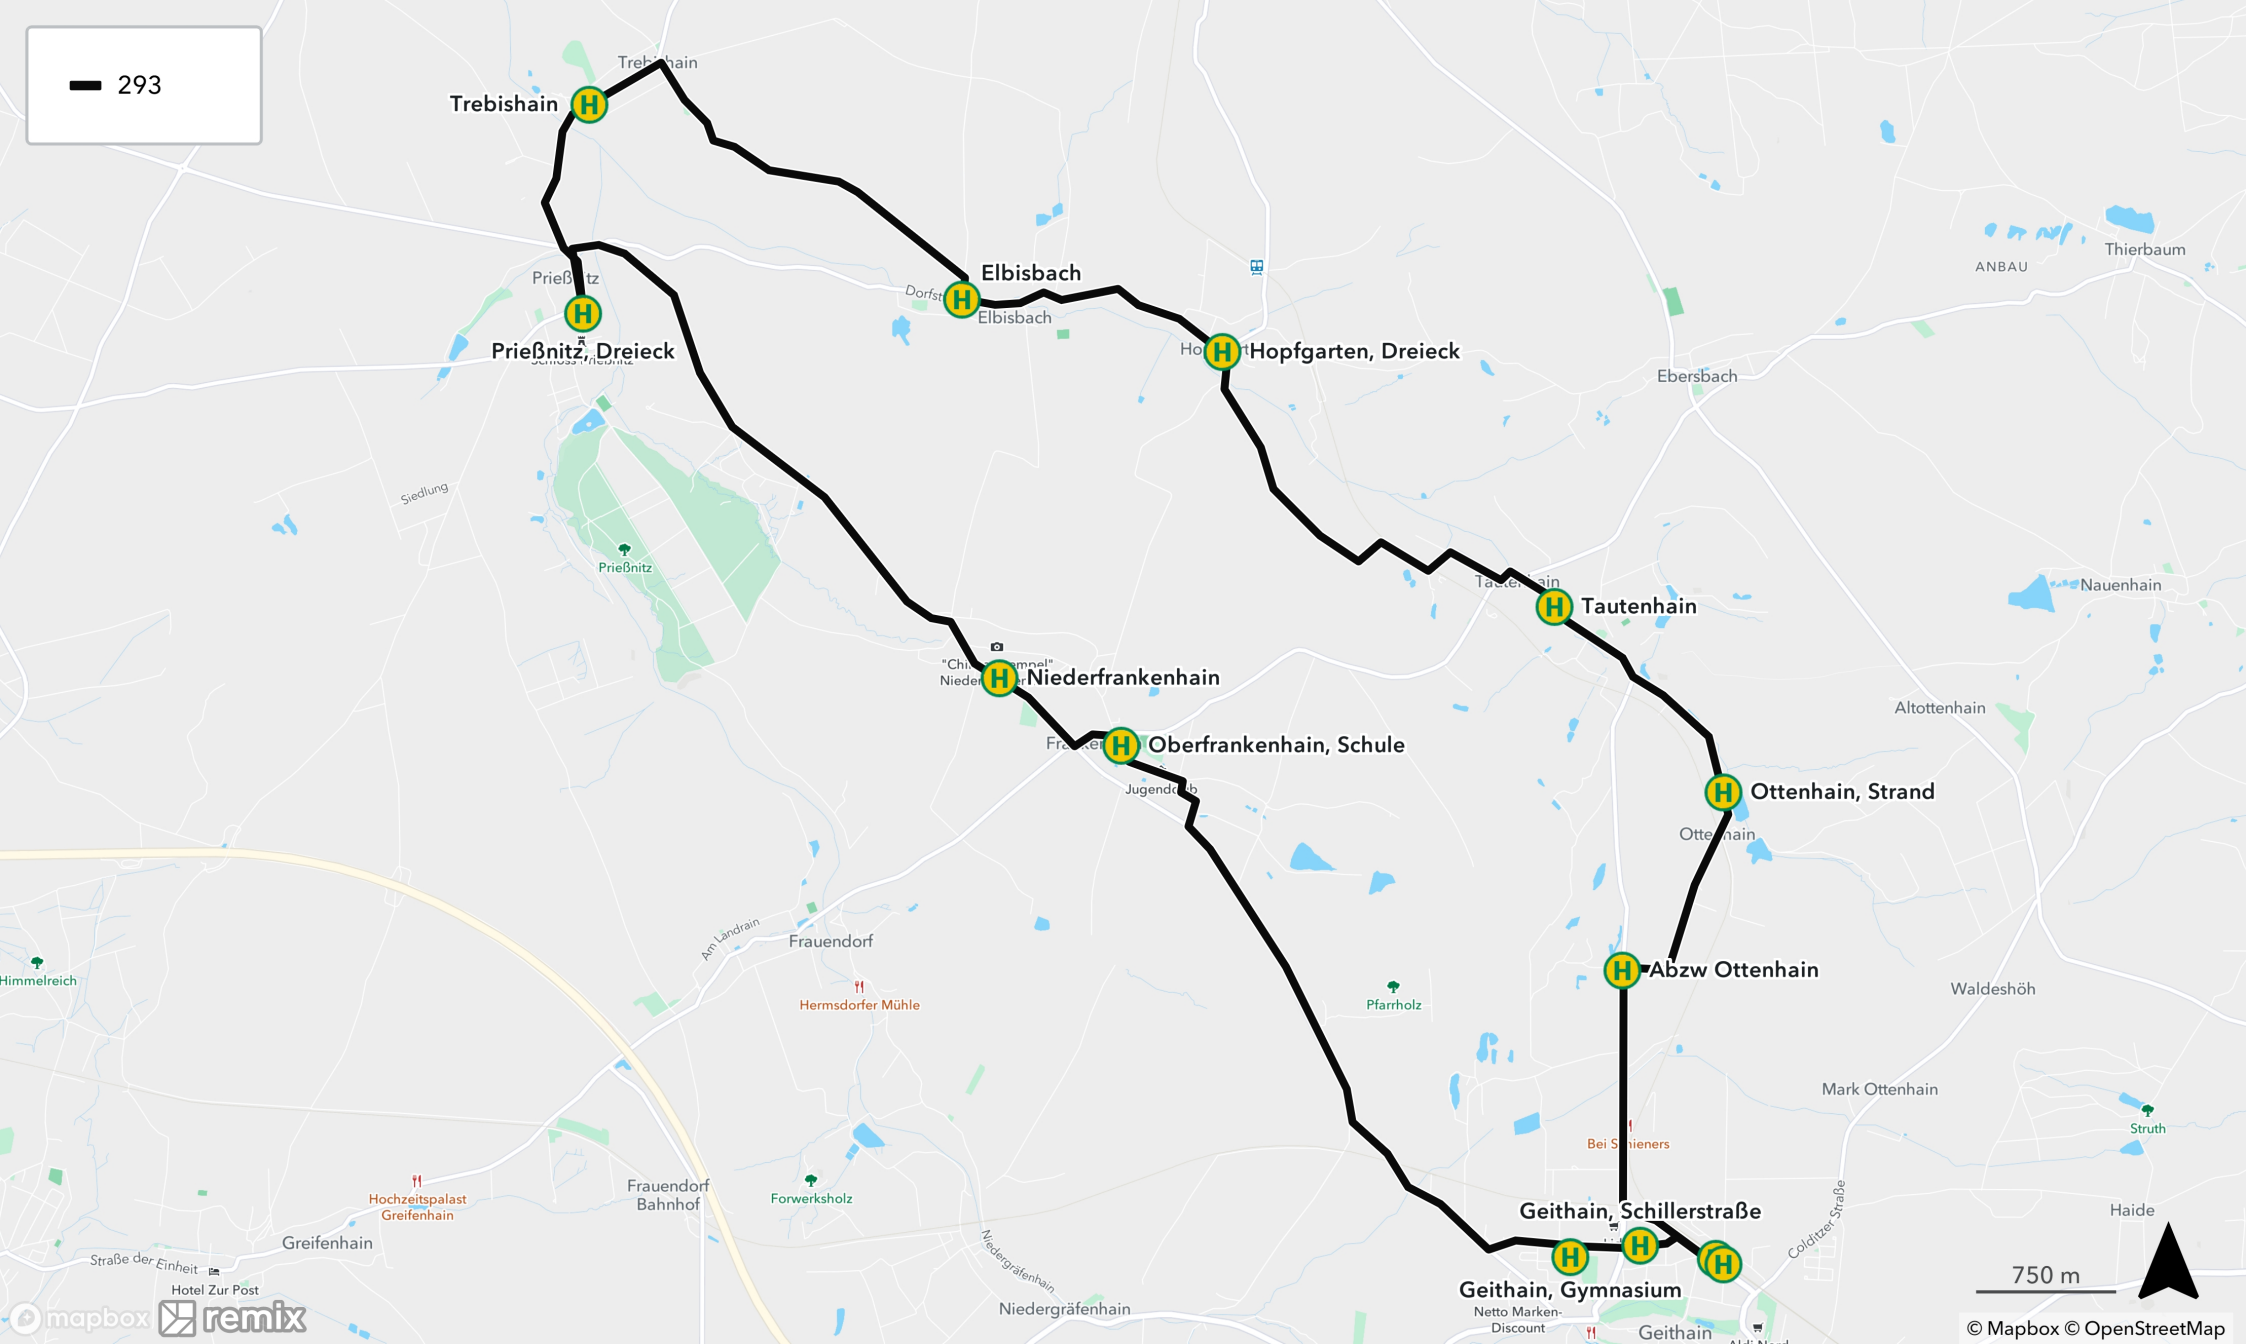 293
Trebishain
Trebishain
Prießnitz
Prießnitz, Dreieck
Elbisbach
Elbisbach
Hopfgarten, Dreieck
Thierbaum
ANBAU
Ebersbach
Siedlung
Prießnitz
Tautenhain
Tautenhain
Nauenhain
Niederfrankenhain
Altottenhain
Oberfrankenhain, Schule
Ottenhain, Strand
Ottenhain
Am Landrain
Frauendorf
Himmelreich
Hermsdorfer Mühle
Pfarrholz
Abzw Ottenhain
Waldeshöh
Mark Ottenhain
Struth
Frauendorf
Bahnhof
Hochzeitspalast
Greifenhain
Forwerksholz
Colditzer Straße
Haide
Geithain, Schillerstraße
Greifenhain
Straße der Einheit
Hotel Zur Post
Niedergräfenhain
Niedergräfenhain
Geithain, Gymnasium
Netto Marken-
Discount
Geithain
750 m
mapbox
remix
© Mapbox © OpenStreetMap